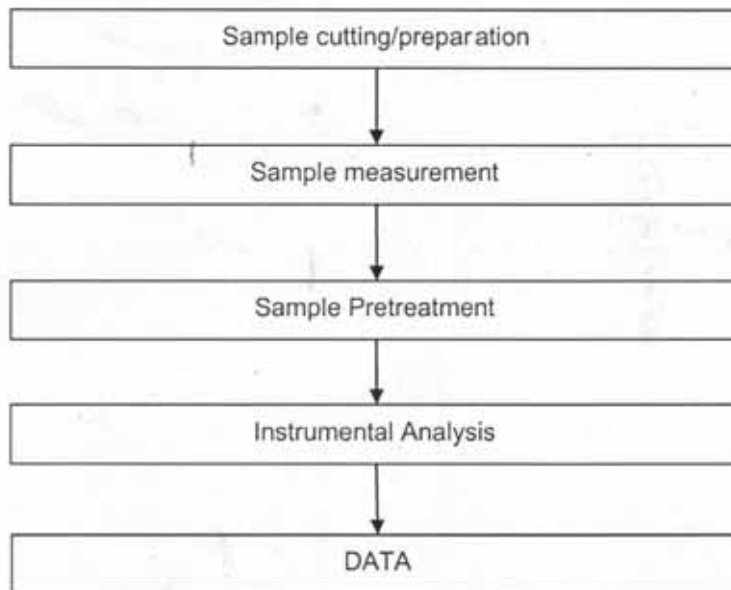 Sample cutting/preparation
Sample measurement
Sample Pretreatment
Instrumental Analysis
DATA